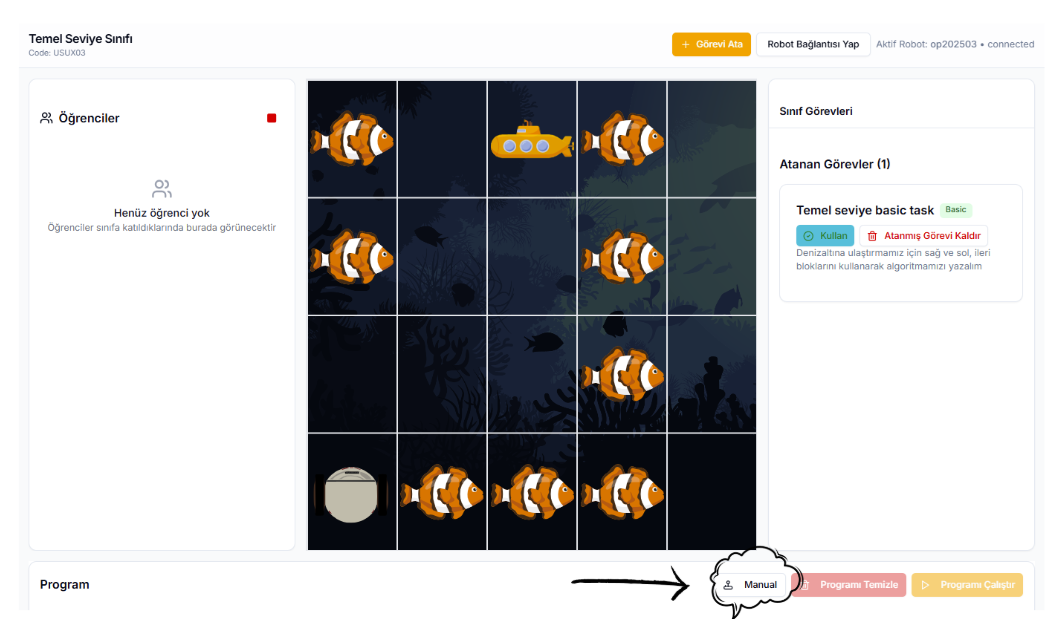 Temel Seviye Sınıfı
Code: USUX03
+ Görevi Ata
Robot Bağlantısı Yap
Aktif Robot: op202503 • connected
Öğrenciler
Henüz öğrenci yok
Öğrenciler sınıfa katıldıklarında burada görünecektir
Sınıf Görevleri
Atanan Görevler (1)
Temel seviye basic task
Basic
Kullan
Atanmış Görevi Kaldır
Denizaltına ulaştırmamız için sağ ve sol, ileri
bloklarını kullanarak algoritmamızı yazalım
Program
Manual
Programı Temizle
Programı Çalıştır